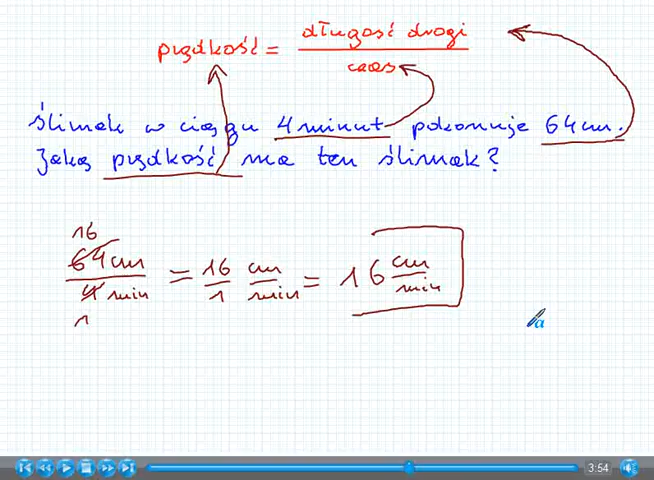 prędkość = długość drogi
czas
Ślimak w ciągu 4 minut pokonuje 64 cm.
Jaką prędkość ma ten ślimak?
16
64 cm = 16 cm = 16 cm
4 min 1 min min
1
3:54